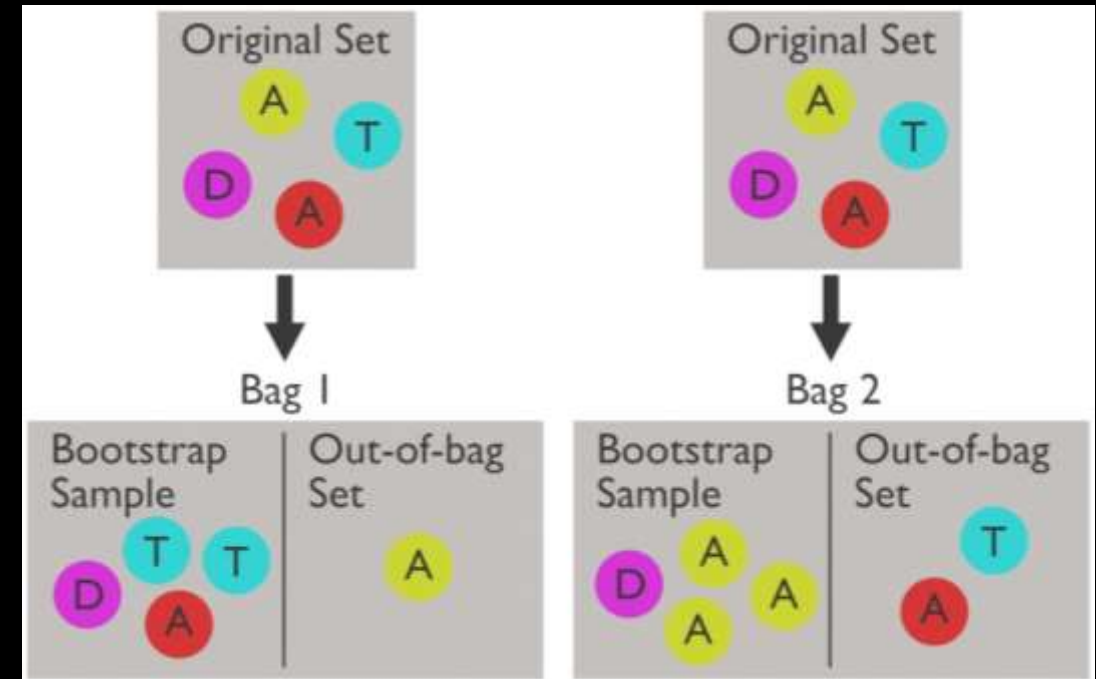 Original Set
A
T
D
A
Original Set
A
T
D
A
Bag 1
Bag 2
Bootstrap
Sample
T
T
D
A
Out-of-bag
Set
A
Bootstrap
Sample
A
D
A
A
Out-of-bag
Set
T
A